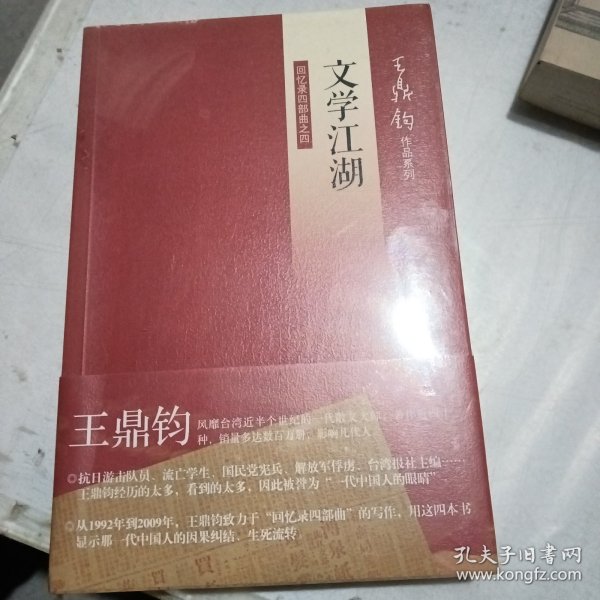 王鼎钧
作品系列
文学江湖
回忆录四部曲之四
王鼎钧
风靡台湾近半个世纪的一代散文大师
种，销量多达数百万册，影响几代人
◎抗日游击队员、流亡学生、国民党宪兵、解放军俘虏、台湾报社主编……
王鼎钧经历的太多，看到的太多，因此被誉为“一代中国人的眼睛”
◎从1992年到2009年，王鼎钧致力于“回忆录四部曲”的写作，用这四本书
显示那一代中国人的因果纠结、生死流转
孔夫子旧书网
www.kongfz.com